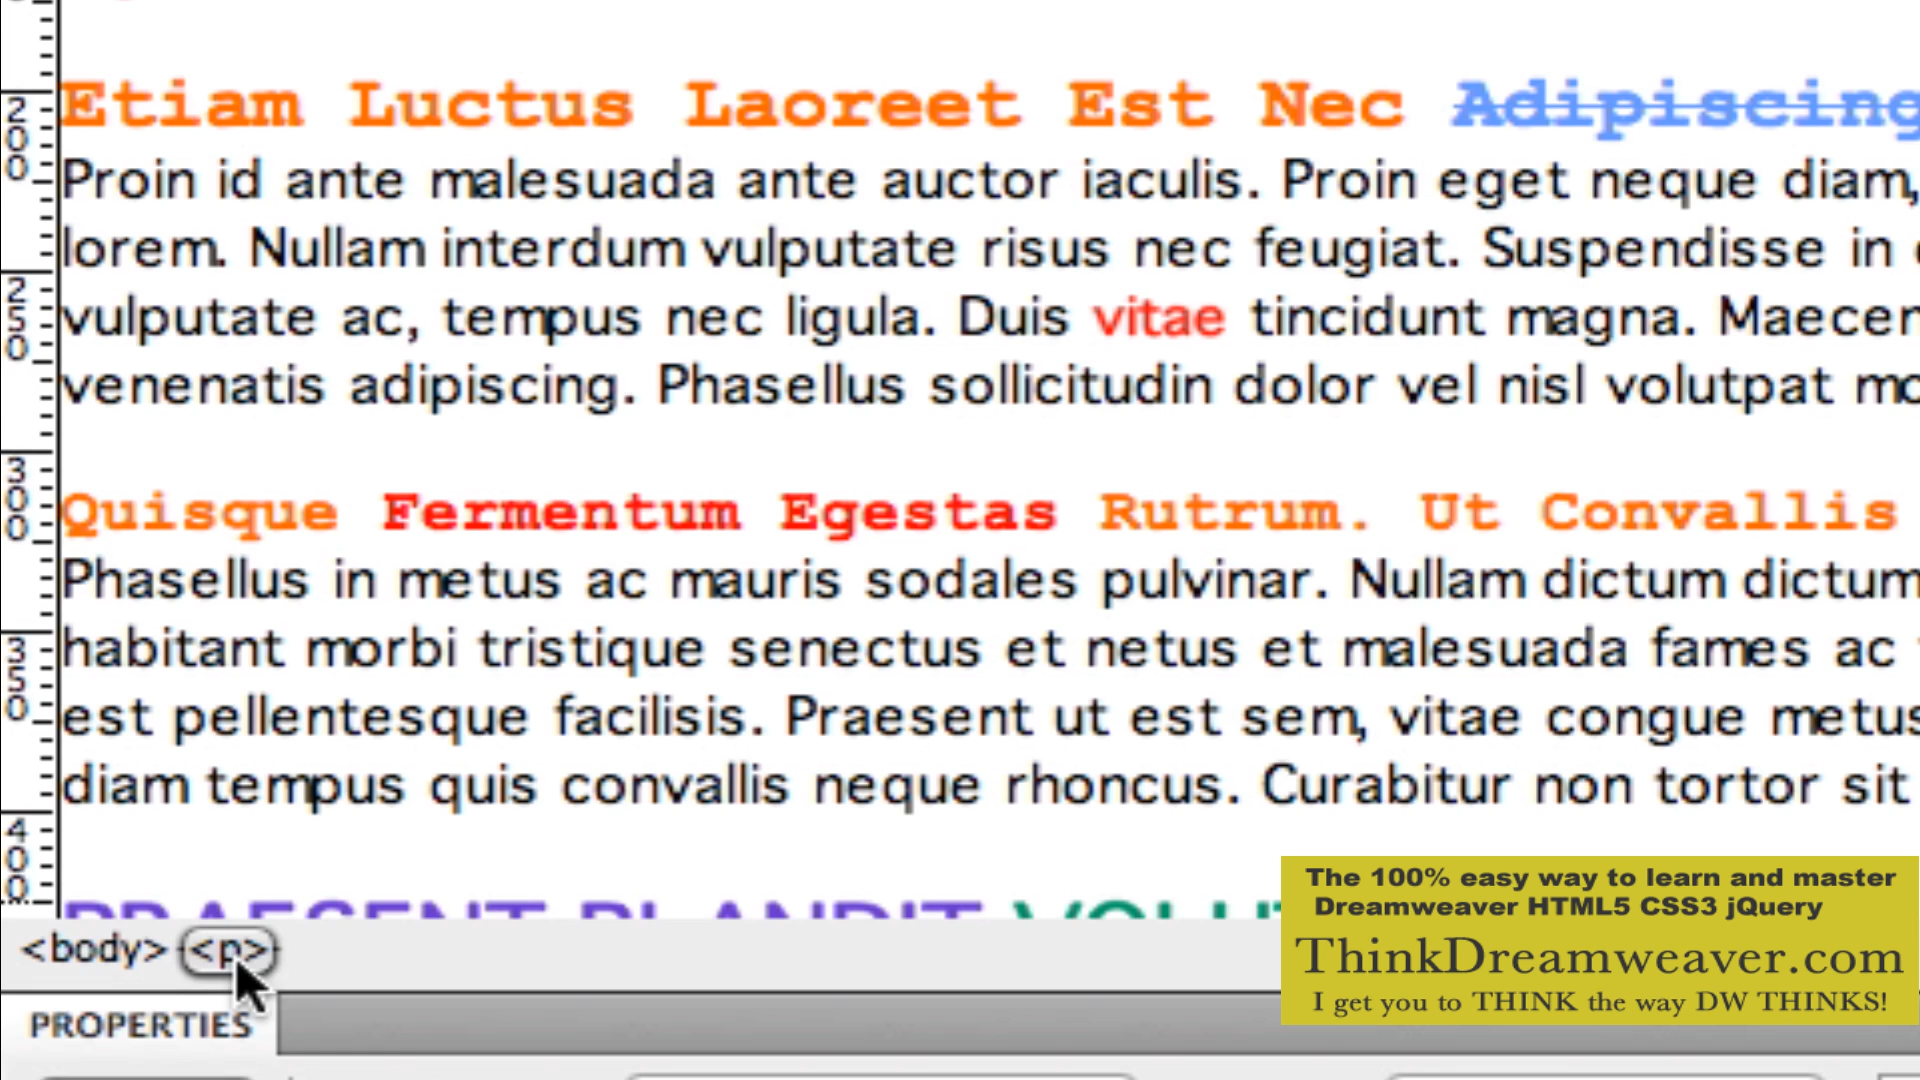 Etiam Luctus Laoreet Est Nec Adipiscing
Proin id ante malesuada ante auctor iaculis. Proin eget neque diam,
lorem. Nullam interdum vulputate risus nec feugiat. Suspendisse in
vulputate ac, tempus nec ligula. Duis vitae tincidunt magna. Maecen
venenatis adipiscing. Phasellus sollicitudin dolor vel nisl volutpat mo
Quisque Fermentum Egestas Rutrum. Ut Convallis
Phasellus in metus ac mauris sodales pulvinar. Nullam dictum dictum
habitant morbi tristique senectus et netus et malesuada fames ac
est pellentesque facilisis. Praesent ut est sem, vitae congue metus
diam tempus quis convallis neque rhoncus. Curabitur non tortor sit
PRAESENT BLANDIT VOLUT
200
250
300
350
400
<body> <p>
PROPERTIES
The 100% easy way to learn and master
Dreamweaver HTML5 CSS3 jQuery
ThinkDreamweaver.com
I get you to THINK the way DW THINKS!